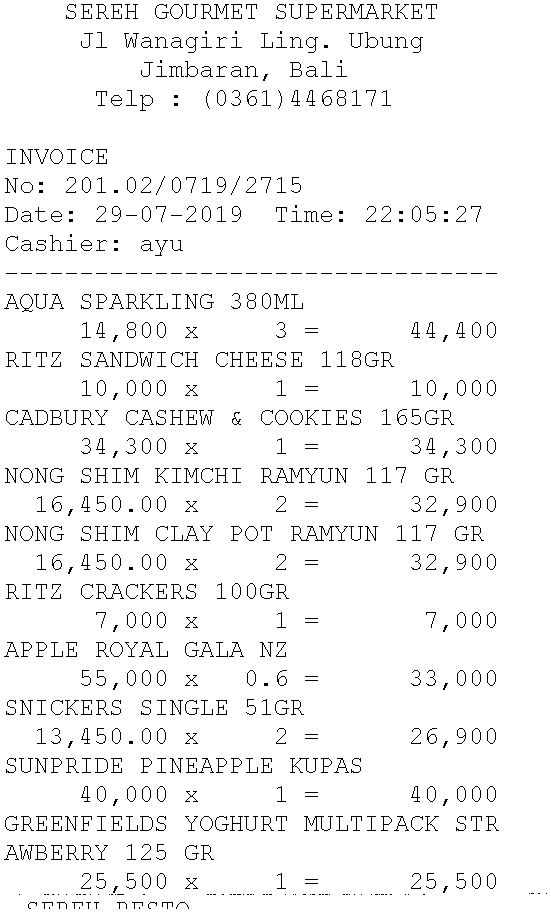 SEREH GOURMET SUPERMARKET
Jl Wanagiri Ling. Ubung
Jimbaran, Bali
Telp : (0361)4468171
INVOICE
No: 201.02/0719/2715
Date: 29-07-2019 Time: 22:05:27
Cashier: ayu
---------------------------------
AQUA SPARKLING 380ML
14,800 x 3 = 44,400
RITZ SANDWICH CHEESE 118GR
10,000 x 1 = 10,000
CADBURY CASHEW & COOKIES 165GR
34,300 x 1 = 34,300
NONG SHIM KIMCHI RAMYUN 117 GR
16,450.00 x 2 = 32,900
NONG SHIM CLAY POT RAMYUN 117 GR
16,450.00 x 2 = 32,900
RITZ CRACKERS 100GR
7,000 x 1 = 7,000
APPLE ROYAL GALA NZ
55,000 x 0.6 = 33,000
SNICKERS SINGLE 51GR
13,450.00 x 2 = 26,900
SUNPRIDE PINEAPPLE KUPAS
40,000 x 1 = 40,000
GREENFIELDS YOGHURT MULTIPACK STR
AWBERRY 125 GR
25,500 x 1 = 25,500
SEREH RESTO